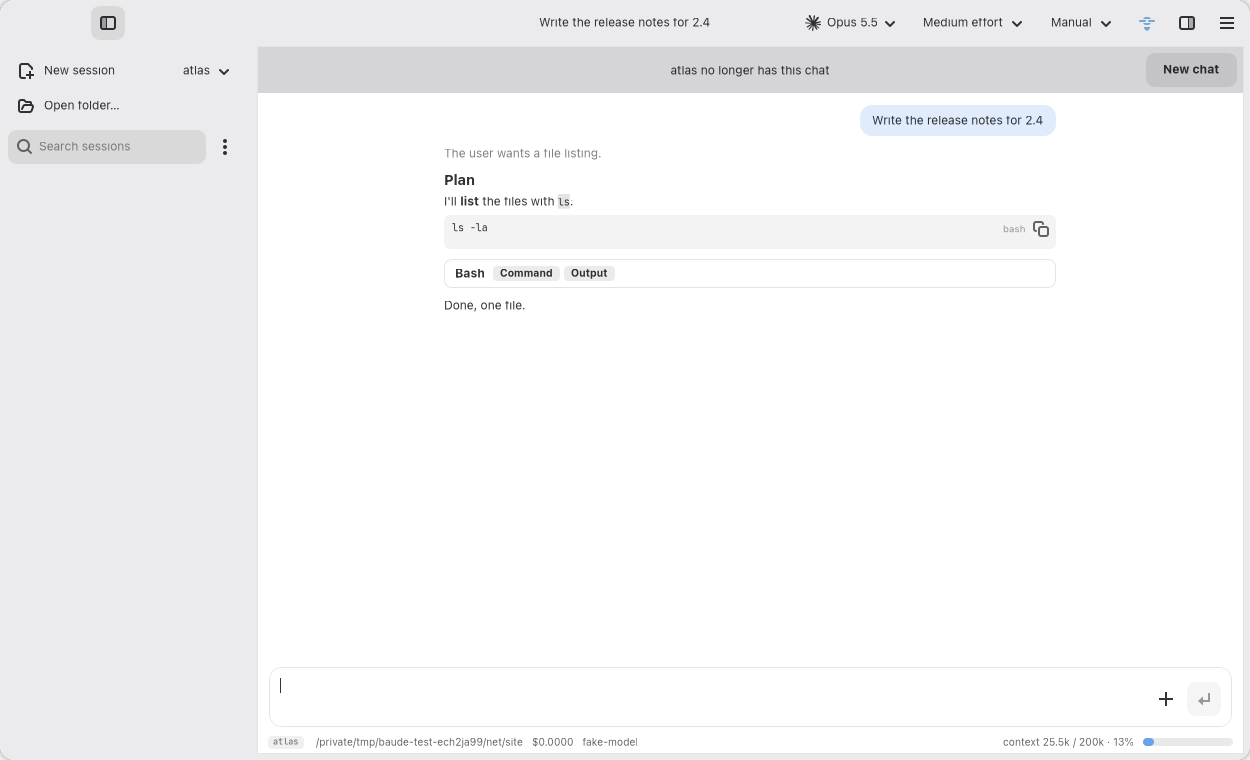 Write the release notes for 2.4
Opus 5.5
Medium effort
Manual
New session
atlas
Open folder...
Search sessions
atlas no longer has this chat
New chat
Write the release notes for 2.4
The user wants a file listing.
Plan
I'll list the files with ls:
ls -la
bash
Bash Command Output
Done, one file.
atlas /private/tmp/baude-test-ech2ja99/net/site $0.0000 fake-model
context 25.5k / 200k · 13%